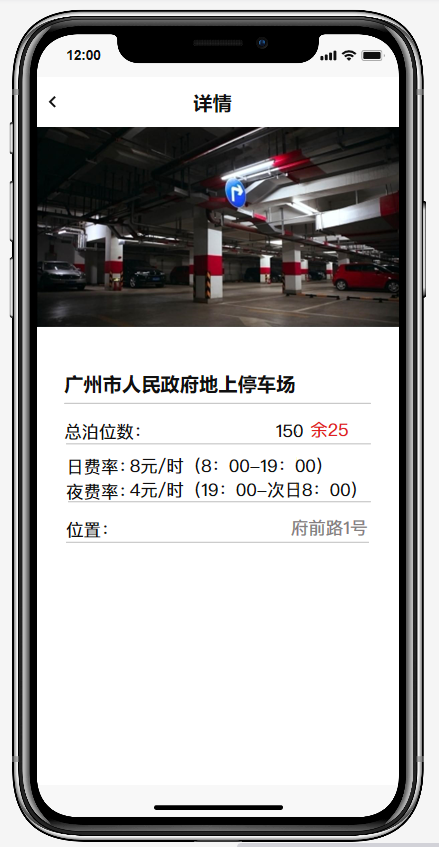 12:00
详情
广州市人民政府地上停车场
总泊位数： 150 余25
日费率：8元/时（8：00-19：00）
夜费率：4元/时（19：00-次日8：00）
位置： 府前路1号